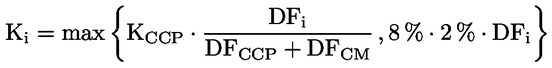 K_i = max { K_CCP · DF_i / (DF_CCP + DF_CM) , 8 % · 2 % · DF_i }